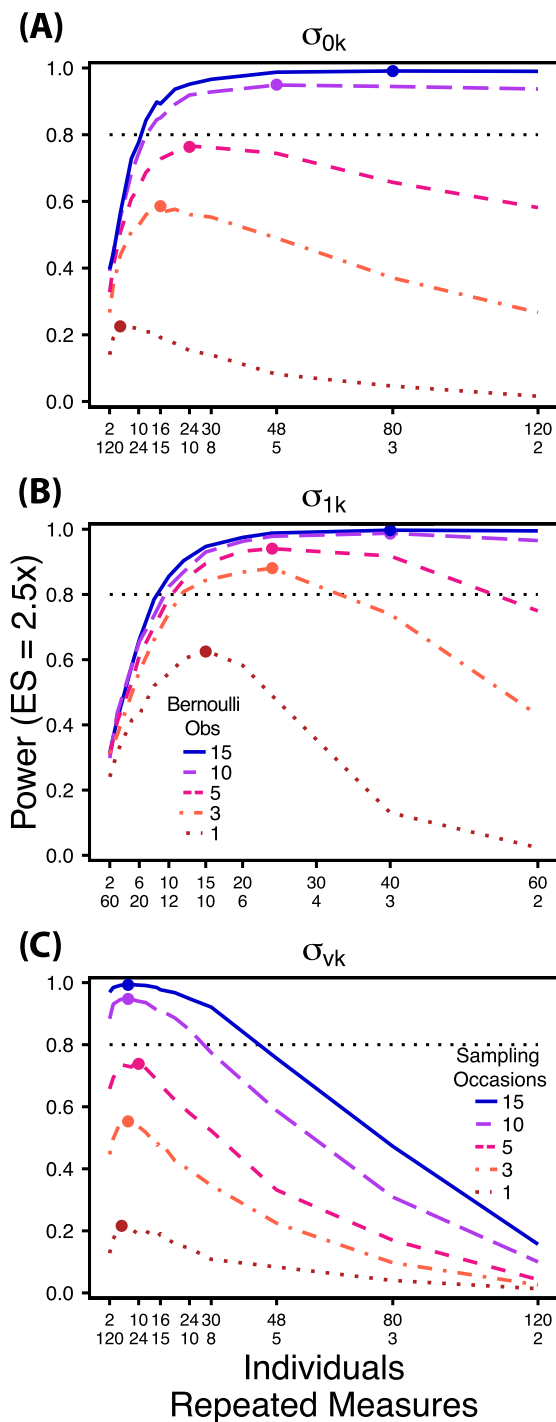 (A)
σ0k
1.0
0.8
0.6
0.4
0.2
0.0
2 10 16 24 30 48 80 120
120 24 15 10 8 5 3 2
(B)
σ1k
1.0
0.8
0.6
0.4
0.2
0.0
Power (ES = 2.5x)
Bernoulli
Obs
15
10
5
3
1
2 6 10 15 20 30 40 60
60 20 12 10 6 4 3 2
(C)
σvk
1.0
0.8
0.6
0.4
0.2
0.0
Sampling
Occasions
15
10
5
3
1
2 10 16 24 30 48 80 120
120 24 15 10 8 5 3 2
Individuals
Repeated Measures